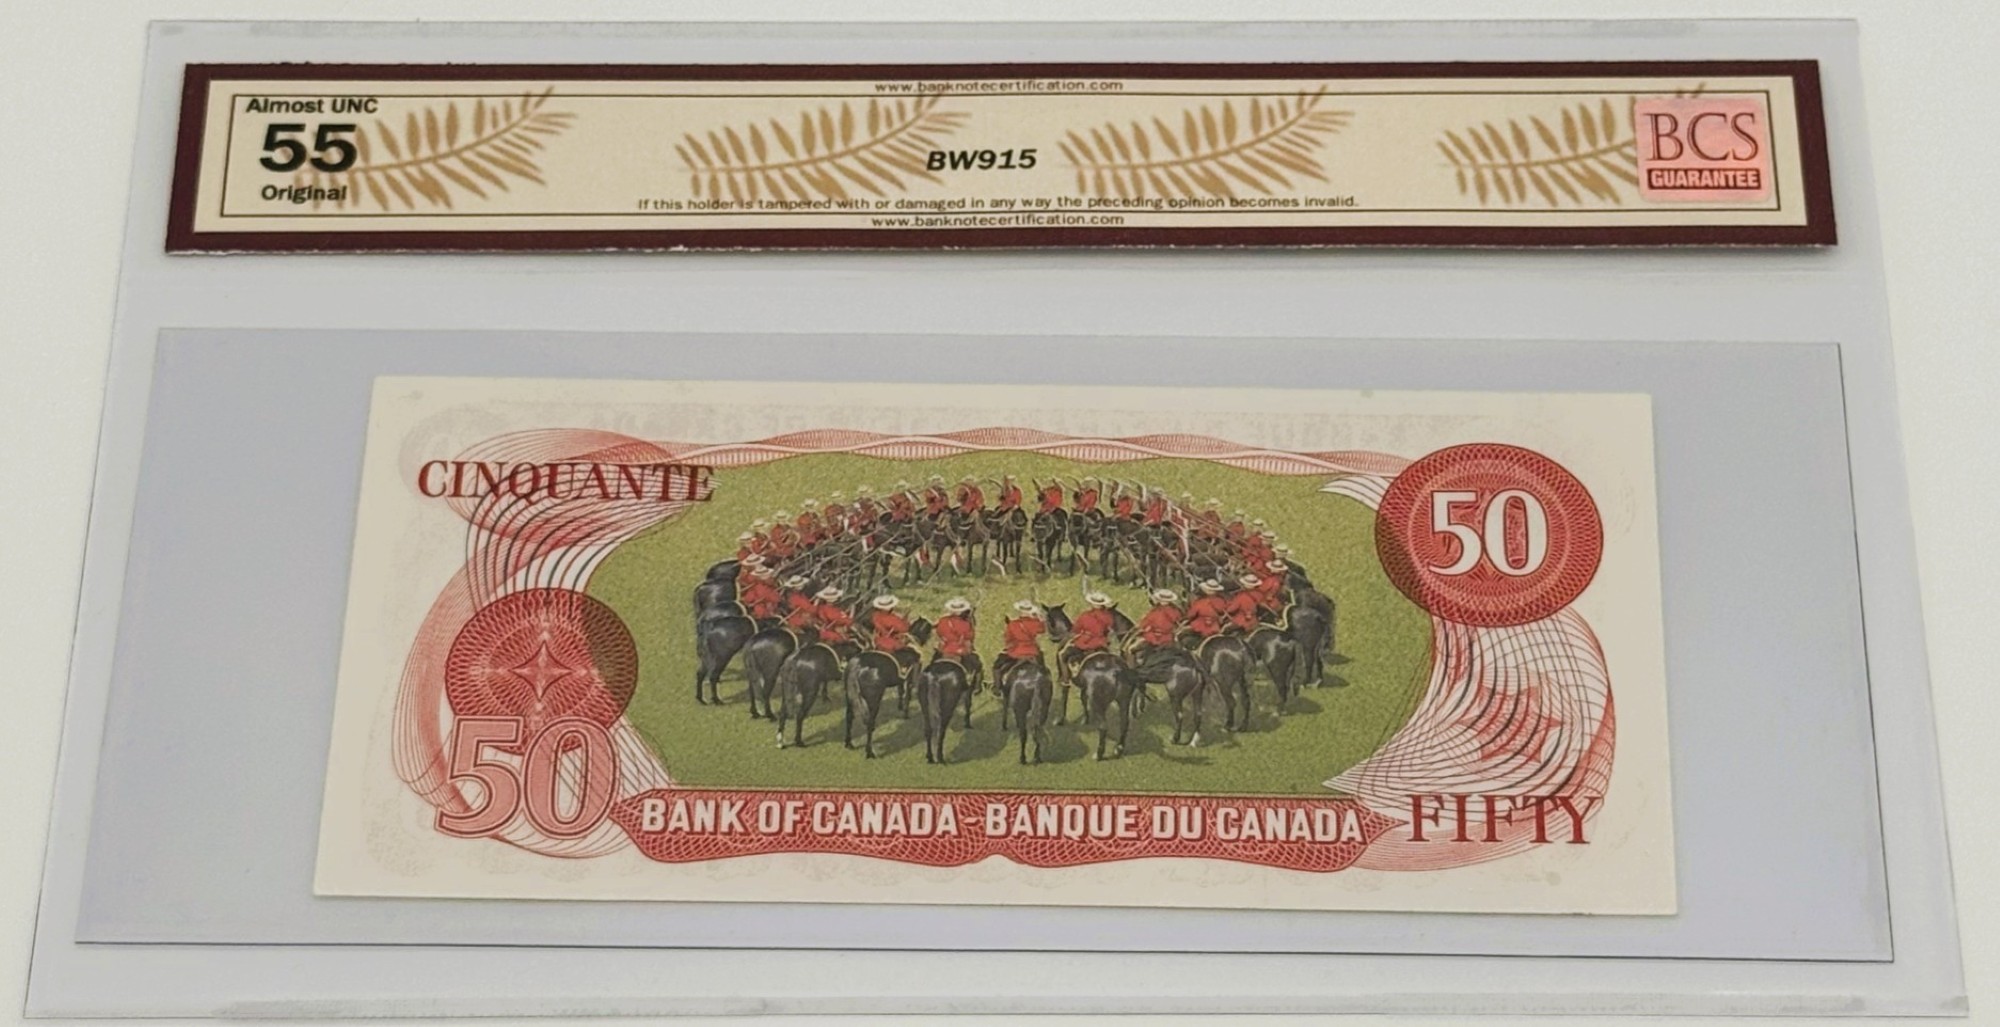 www.banknotecertification.com
Almost UNC
55
Original
BW915
BCS
GUARANTEE
If this holder is tampered with or damaged in any way the preceding opinion becomes invalid.
www.banknotecertification.com
CINQUANTE
50
50
BANK OF CANADA - BANQUE DU CANADA
FIFTY